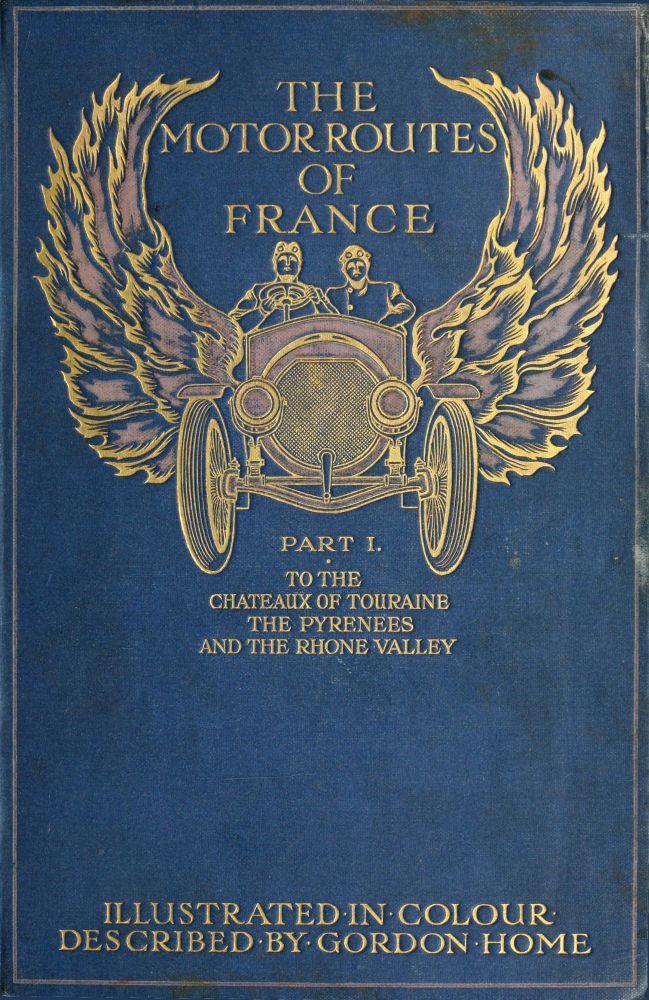 THE
MOTOR ROUTES
OF
FRANCE
PART I.
TO THE
CHATEAUX OF TOURAINE
THE PYRENEES
AND THE RHONE VALLEY
ILLUSTRATED·IN·COLOUR·
DESCRIBED·BY·GORDON·HOME